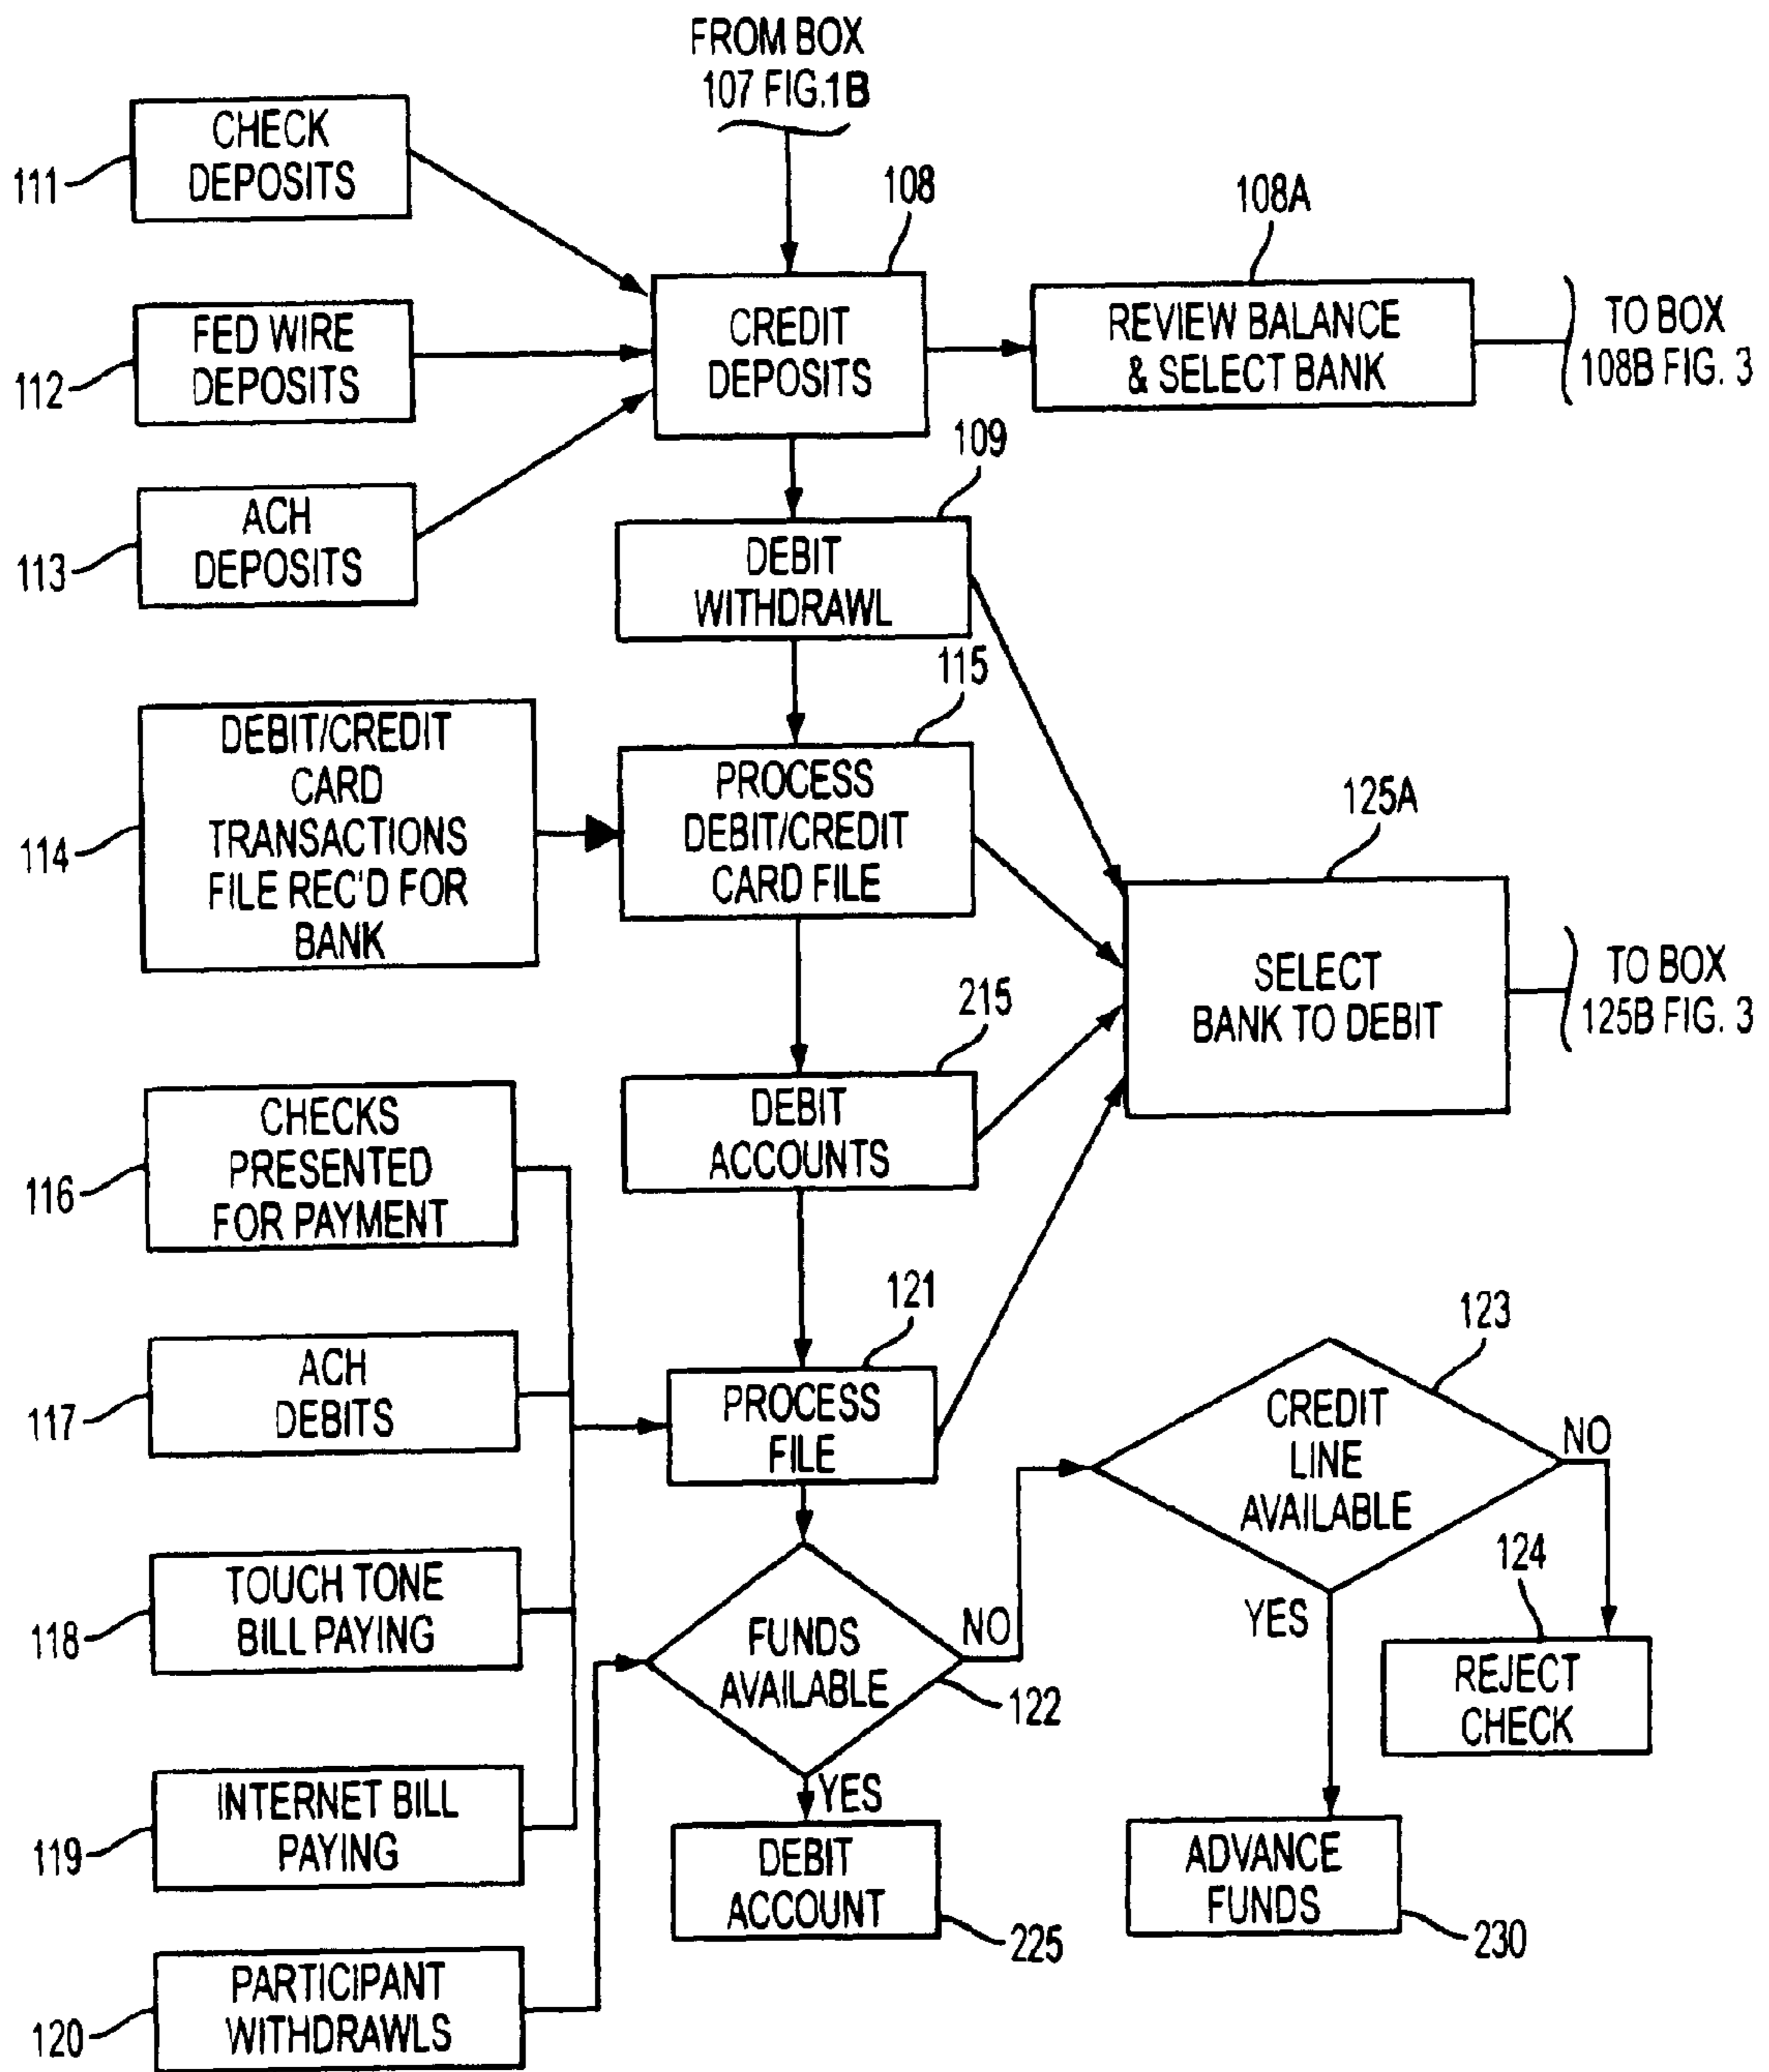 FROM BOX
107 FIG.1B
CHECK
DEPOSITS
111
108
108A
FED WIRE
DEPOSITS
112
CREDIT
DEPOSITS
REVIEW BALANCE
& SELECT BANK
TO BOX
108B FIG. 3
109
ACH
DEPOSITS
113
DEBIT
WITHDRAWL
115
DEBIT/CREDIT
CARD
TRANSACTIONS
FILE REC'D FOR
BANK
114
PROCESS
DEBIT/CREDIT
CARD FILE
125A
SELECT
BANK TO DEBIT
TO BOX
125B FIG. 3
215
DEBIT
ACCOUNTS
CHECKS
PRESENTED
FOR PAYMENT
116
121
123
ACH
DEBITS
117
PROCESS
FILE
CREDIT
LINE
AVAILABLE
NO
124
YES
TOUCH TONE
BILL PAYING
118
FUNDS
AVAILABLE
NO
122
REJECT
CHECK
YES
INTERNET BILL
PAYING
119
DEBIT
ACCOUNT
225
ADVANCE
FUNDS
230
PARTICIPANT
WITHDRAWLS
120